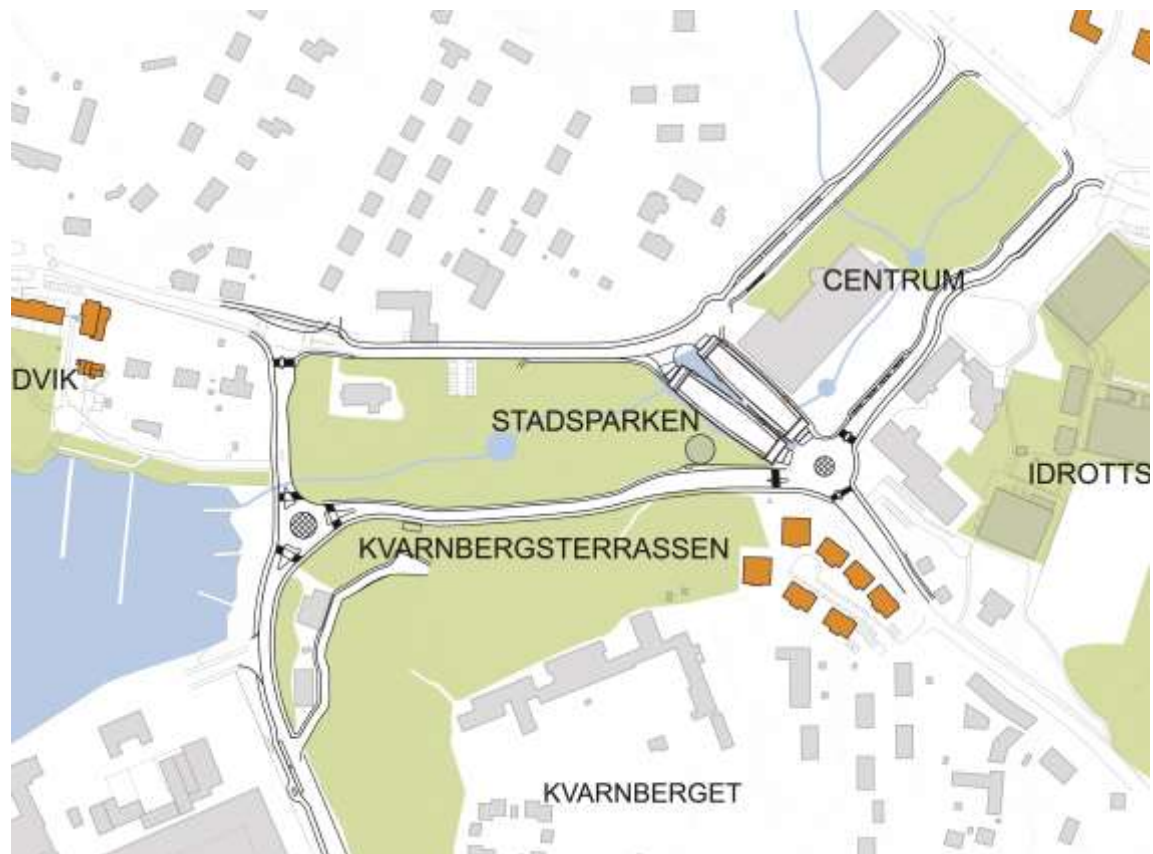 CENTRUM
DVIK
STADSPARKEN
IDROTTS
KVARNBERGSTERRASSEN
KVARNBERGET